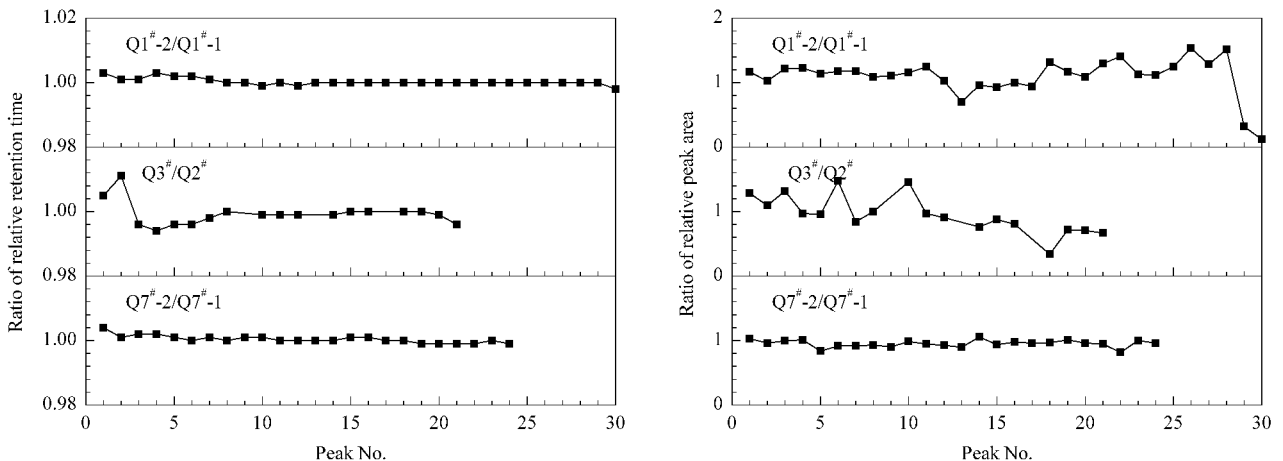 1.02
Q1#-2/Q1#-1
1.00
0.98
Q3#/Q2#
1.00
0.98
Q7#-2/Q7#-1
1.00
0.98
0 5 10 15 20 25 30
Peak No.
Ratio of relative retention time
2
Q1#-2/Q1#-1
1
0
Q3#/Q2#
1
0
Q7#-2/Q7#-1
1
0
0 5 10 15 20 25 30
Peak No.
Ratio of relative peak area